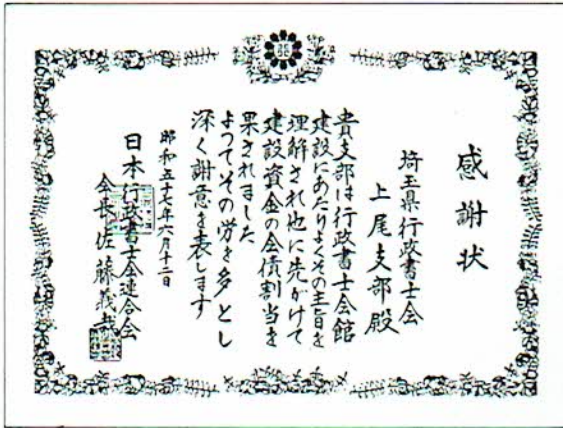 感謝状
埼玉県行政書士会
上尾支部殿
貴支部は行政書士会館
建設にあたりよくその主旨を
理解され他に先がけて
建設資金の会債割当を
果されました
よつてその労を多とし
深く謝意を表します
昭和五十七年六月十二日
日本行政書士会連合会
会長佐藤義哉